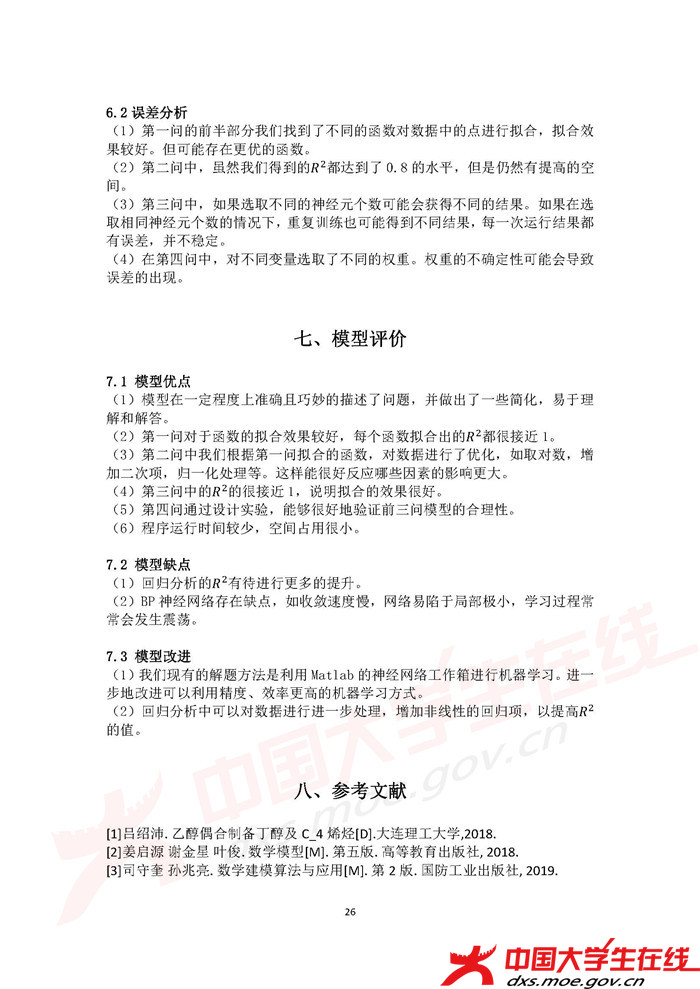 6.2 误差分析
（1）第一问的前半部分我们找到了不同的函数对数据中的点进行拟合，拟合效
果较好。但可能存在更优的函数。
（2）第二问中，虽然我们得到的R²都达到了 0.8 的水平，但是仍然有提高的空
间。
（3）第三问中，如果选取不同的神经元个数可能会获得不同的结果。如果在选
取相同神经元个数的情况下，重复训练也可能得到不同结果，每一次运行结果都
有误差，并不稳定。
（4）在第四问中，对不同变量选取了不同的权重。权重的不确定性可能会导致
误差的出现。
七、模型评价
7.1 模型优点
（1）模型在一定程度上准确且巧妙的描述了问题，并做出了一些简化，易于理
解和解答。
（2）第一问对于函数的拟合效果较好，每个函数拟合出的R²都很接近 1。
（3）第二问中我们根据第一问拟合的函数，对数据进行了优化，如取对数，增
加二次项，归一化处理等。这样能很好反应哪些因素的影响更大。
（4）第三问中的R²的很接近 1，说明拟合的效果很好。
（5）第四问通过设计实验，能够很好地验证前三问模型的合理性。
（6）程序运行时间较少，空间占用很小。
7.2 模型缺点
（1）回归分析的R²有待进行更多的提升。
（2）BP 神经网络存在缺点，如收敛速度慢，网络易陷于局部极小，学习过程常
常会发生震荡。
7.3 模型改进
（1）我们现有的解题方法是利用 Matlab 的神经网络工作箱进行机器学习。进一
步地改进可以利用精度、效率更高的机器学习方式。
（2）回归分析中可以对数据进行进一步处理，增加非线性的回归项，以提高R²
的值。
八、参考文献
[1]吕绍沛. 乙醇偶合制备丁醇及 C_4 烯烃[D].大连理工大学,2018.
[2]姜启源 谢金星 叶俊. 数学模型[M]. 第五版. 高等教育出版社, 2018.
[3]司守奎 孙兆亮. 数学建模算法与应用[M]. 第 2 版. 国防工业出版社, 2019.
26
中国大学生在线
dxs.moe.gov.cn
中国大学生在线
dxs.moe.gov.cn